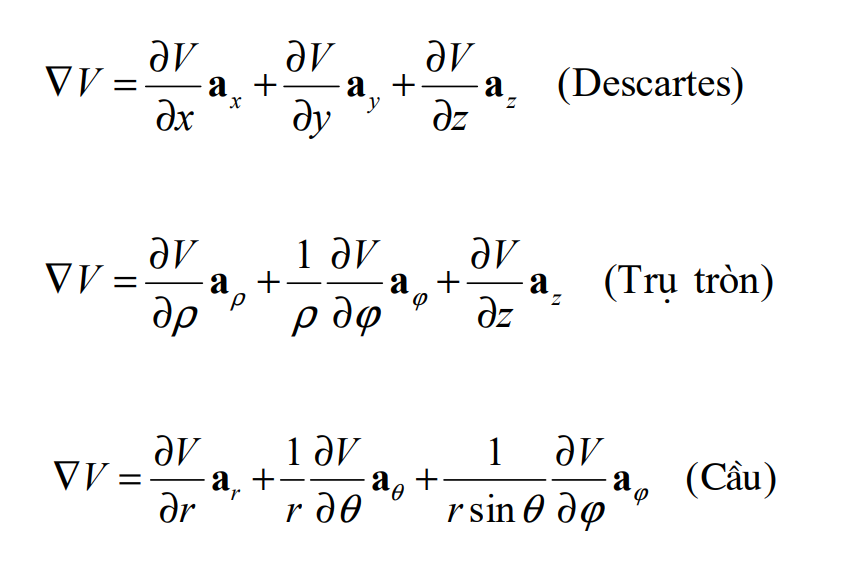 ∇V = ∂V/∂x a_x + ∂V/∂y a_y + ∂V/∂z a_z (Descartes)
∇V = ∂V/∂ρ a_ρ + 1/ρ ∂V/∂φ a_φ + ∂V/∂z a_z (Trụ tròn)
∇V = ∂V/∂r a_r + 1/r ∂V/∂θ a_θ + 1/(r sin θ) ∂V/∂φ a_φ (Cầu)